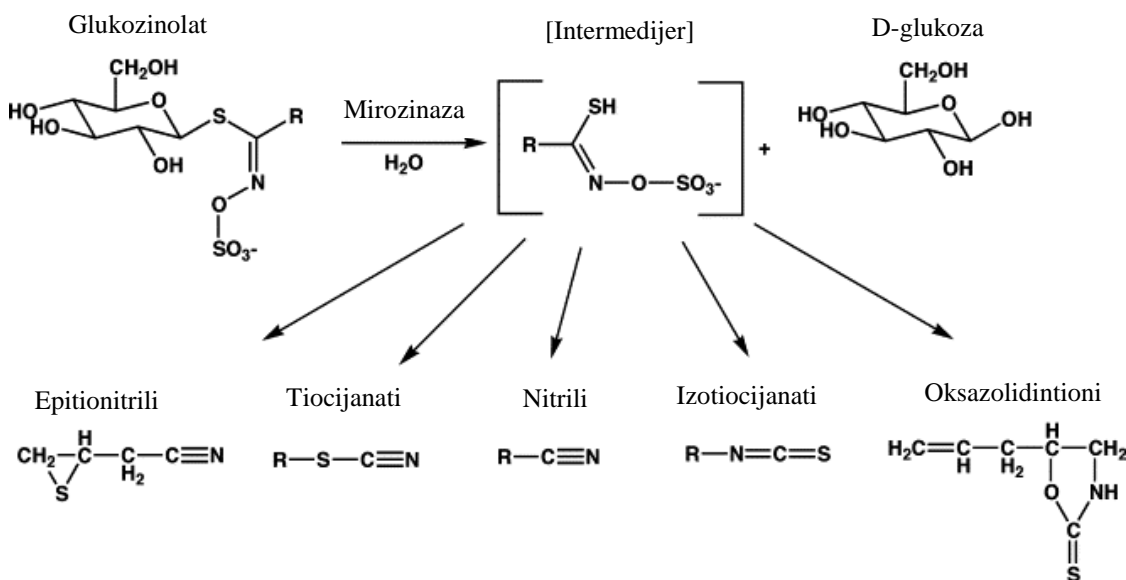 Glukozinolat
[Intermedijer]
D-glukoza
CH₂OH
HO
HO
O
OH
S
R
N
O
SO₃⁻
Mirozinaza
H₂O
SH
R
N O SO₃⁻
+
CH₂OH
HO
HO
O
OH
OH
Epitionitrili
Tiocijanati
Nitrili
Izotiocijanati
Oksazolidintioni
CH₂ H C N
S H₂
R S C N
R C N
R N C S
H₂C C H H₂ H CH₂
O NH
C
S